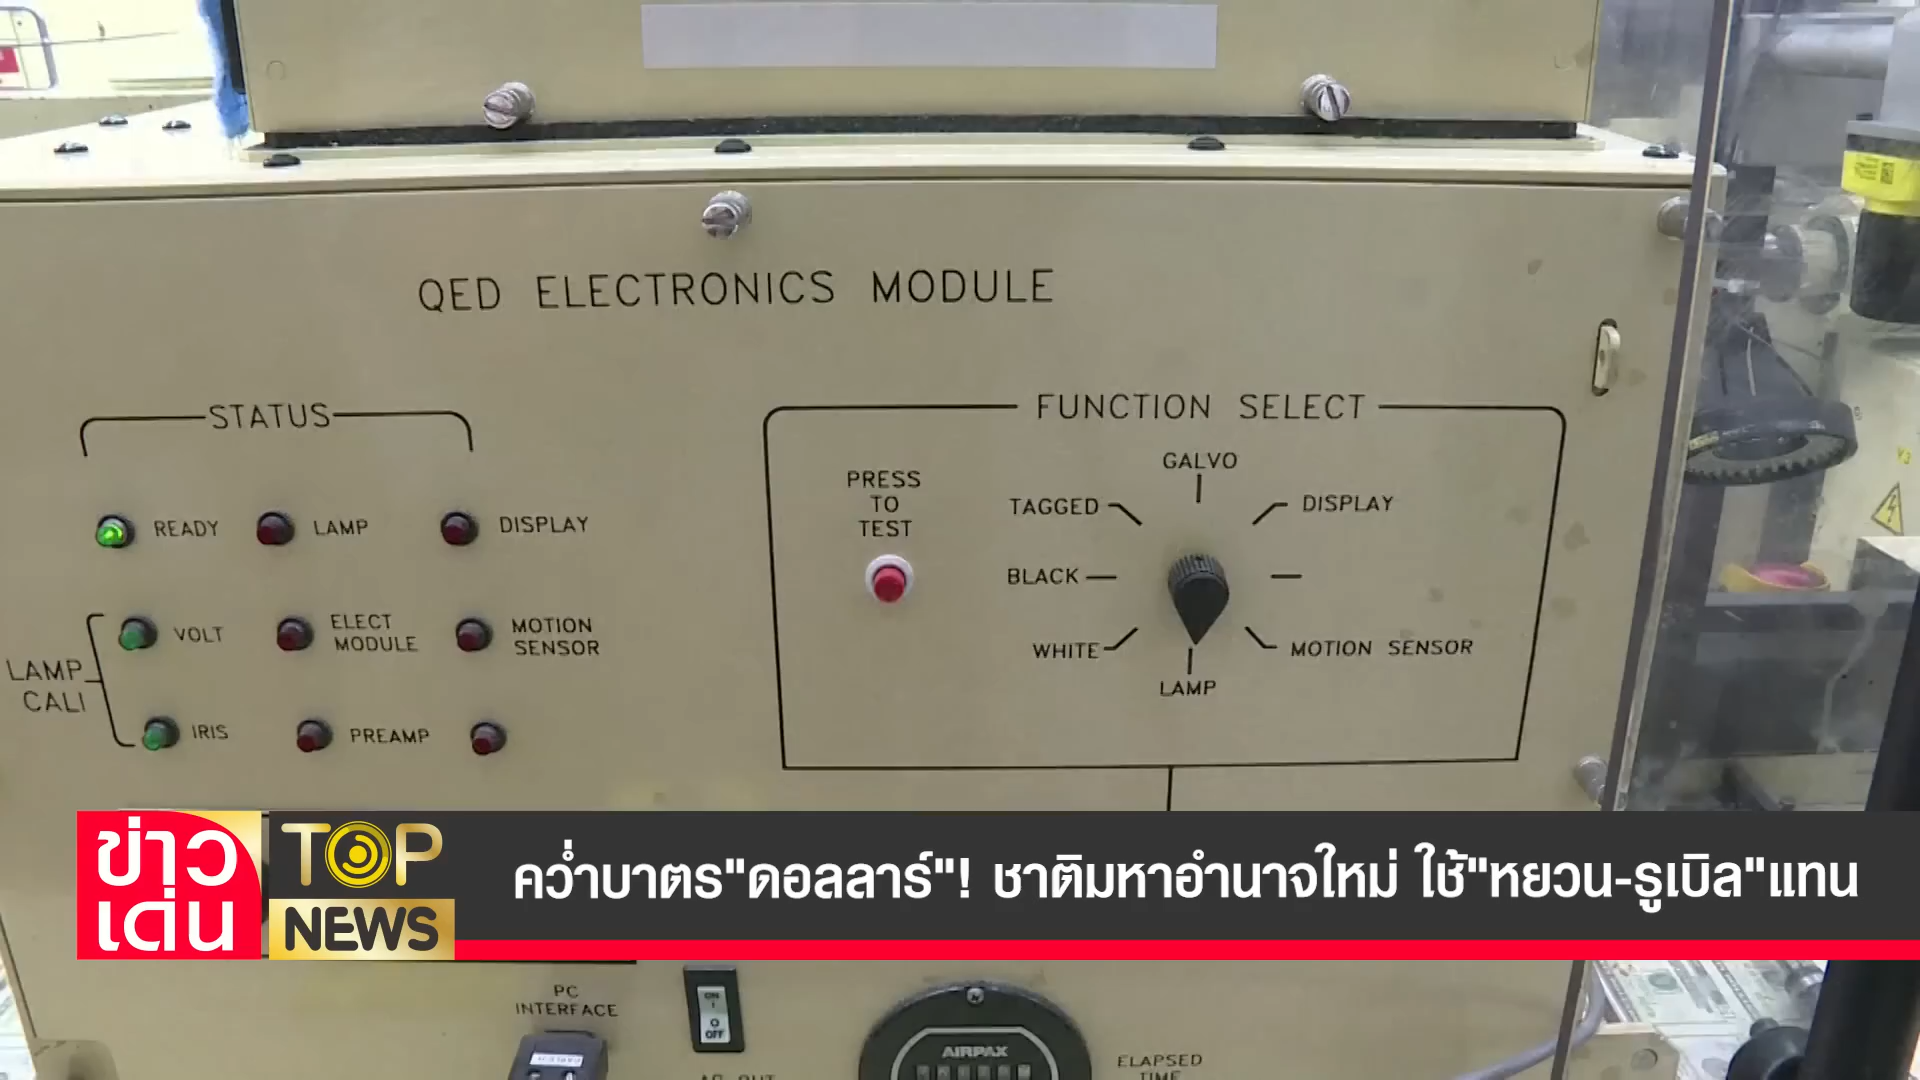 QED ELECTRONICS MODULE
STATUS
READY
LAMP
DISPLAY
VOLT
ELECT
MODULE
MOTION
SENSOR
LAMP
CALI
IRIS
PREAMP
FUNCTION SELECT
PRESS
TO
TEST
GALVO
TAGGED
DISPLAY
BLACK
WHITE
MOTION SENSOR
LAMP
ข่าว
เด่น
TOP
NEWS
คว่ำบาตร"ดอลลาร์"! ชาติมหาอำนาจใหม่ ใช้"หยวน-รูเบิล"แทน
PC
INTERFACE
ON
OFF
AIRPAX
ELAPSED
TIME